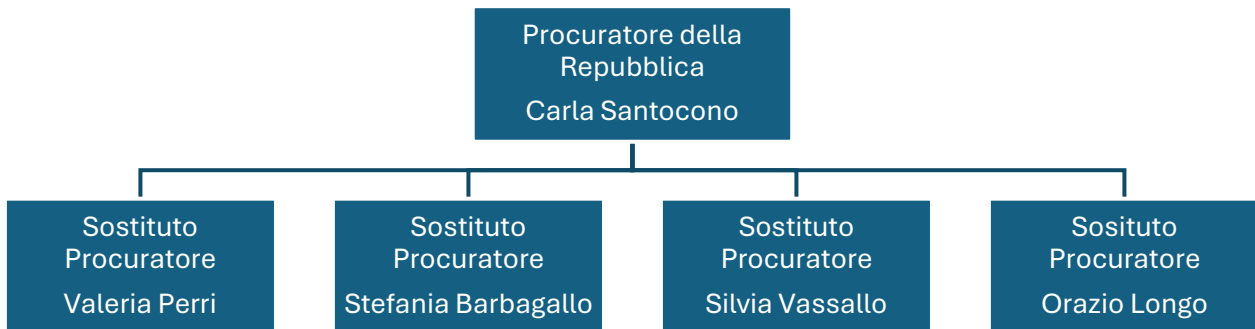 Procuratore della
Repubblica
Carla Santocono
Sostituto
Procuratore
Valeria Perri
Sostituto
Procuratore
Stefania Barbagallo
Sostituto
Procuratore
Silvia Vassallo
Sosituto
Procuratore
Orazio Longo